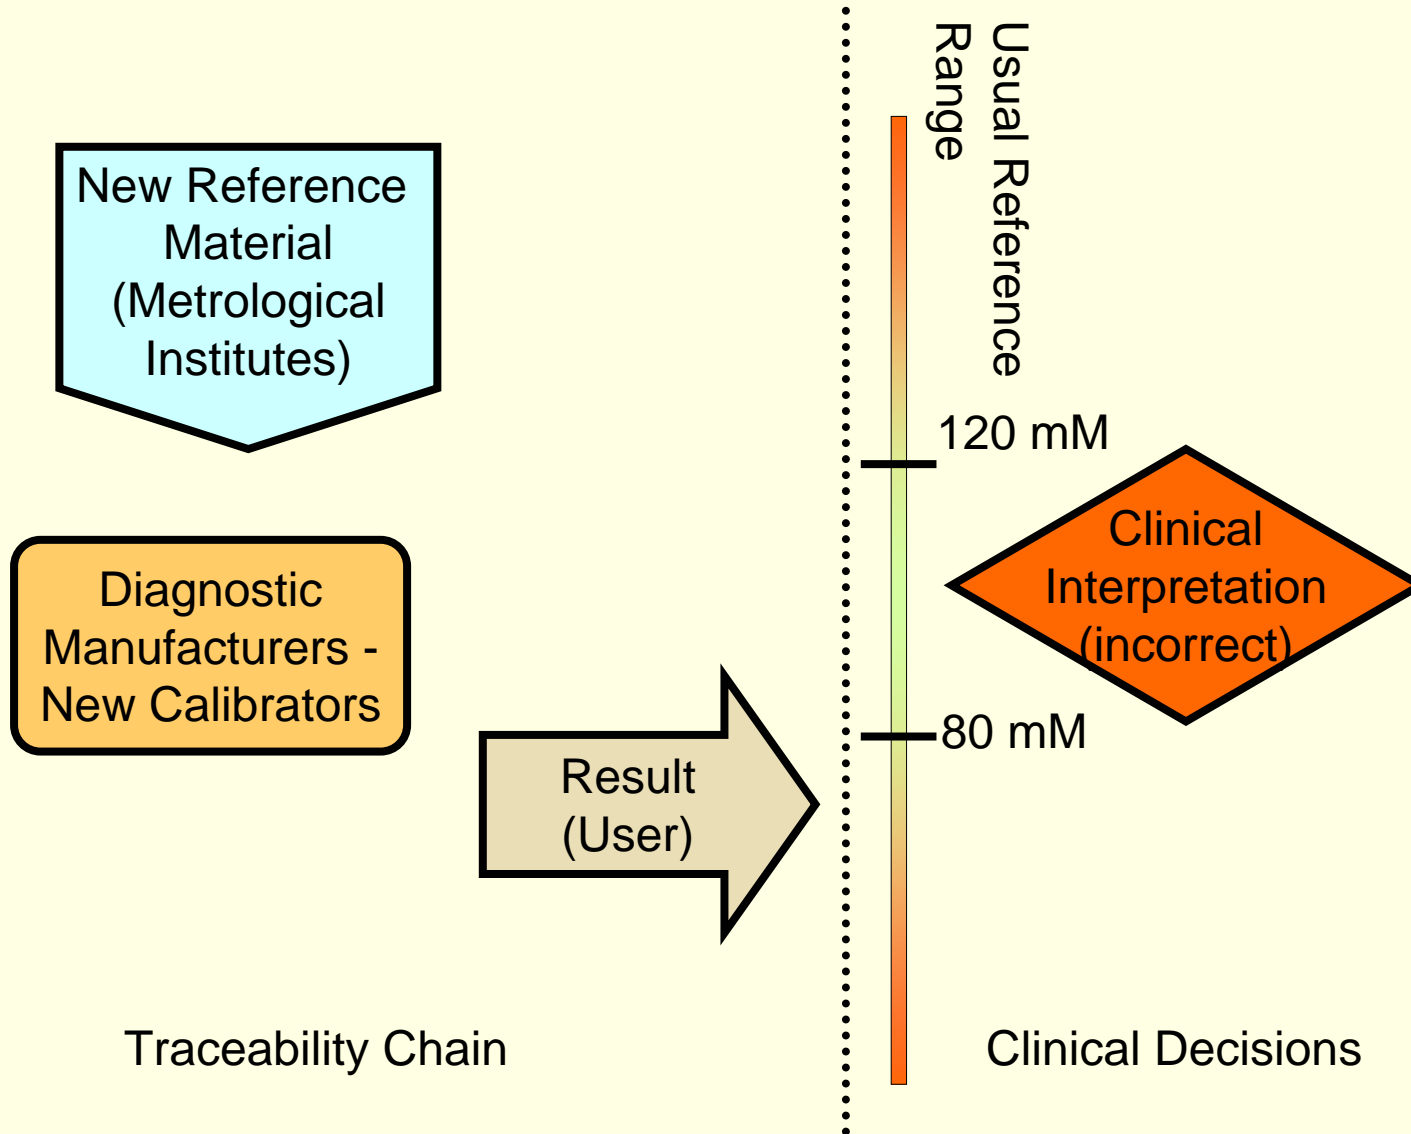 New Reference
Material
(Metrological
Institutes)
Diagnostic
Manufacturers -
New Calibrators
Result
(User)
Traceability Chain
Usual Reference
Range
120 mM
Clinical
Interpretation
(incorrect)
80 mM
Clinical Decisions